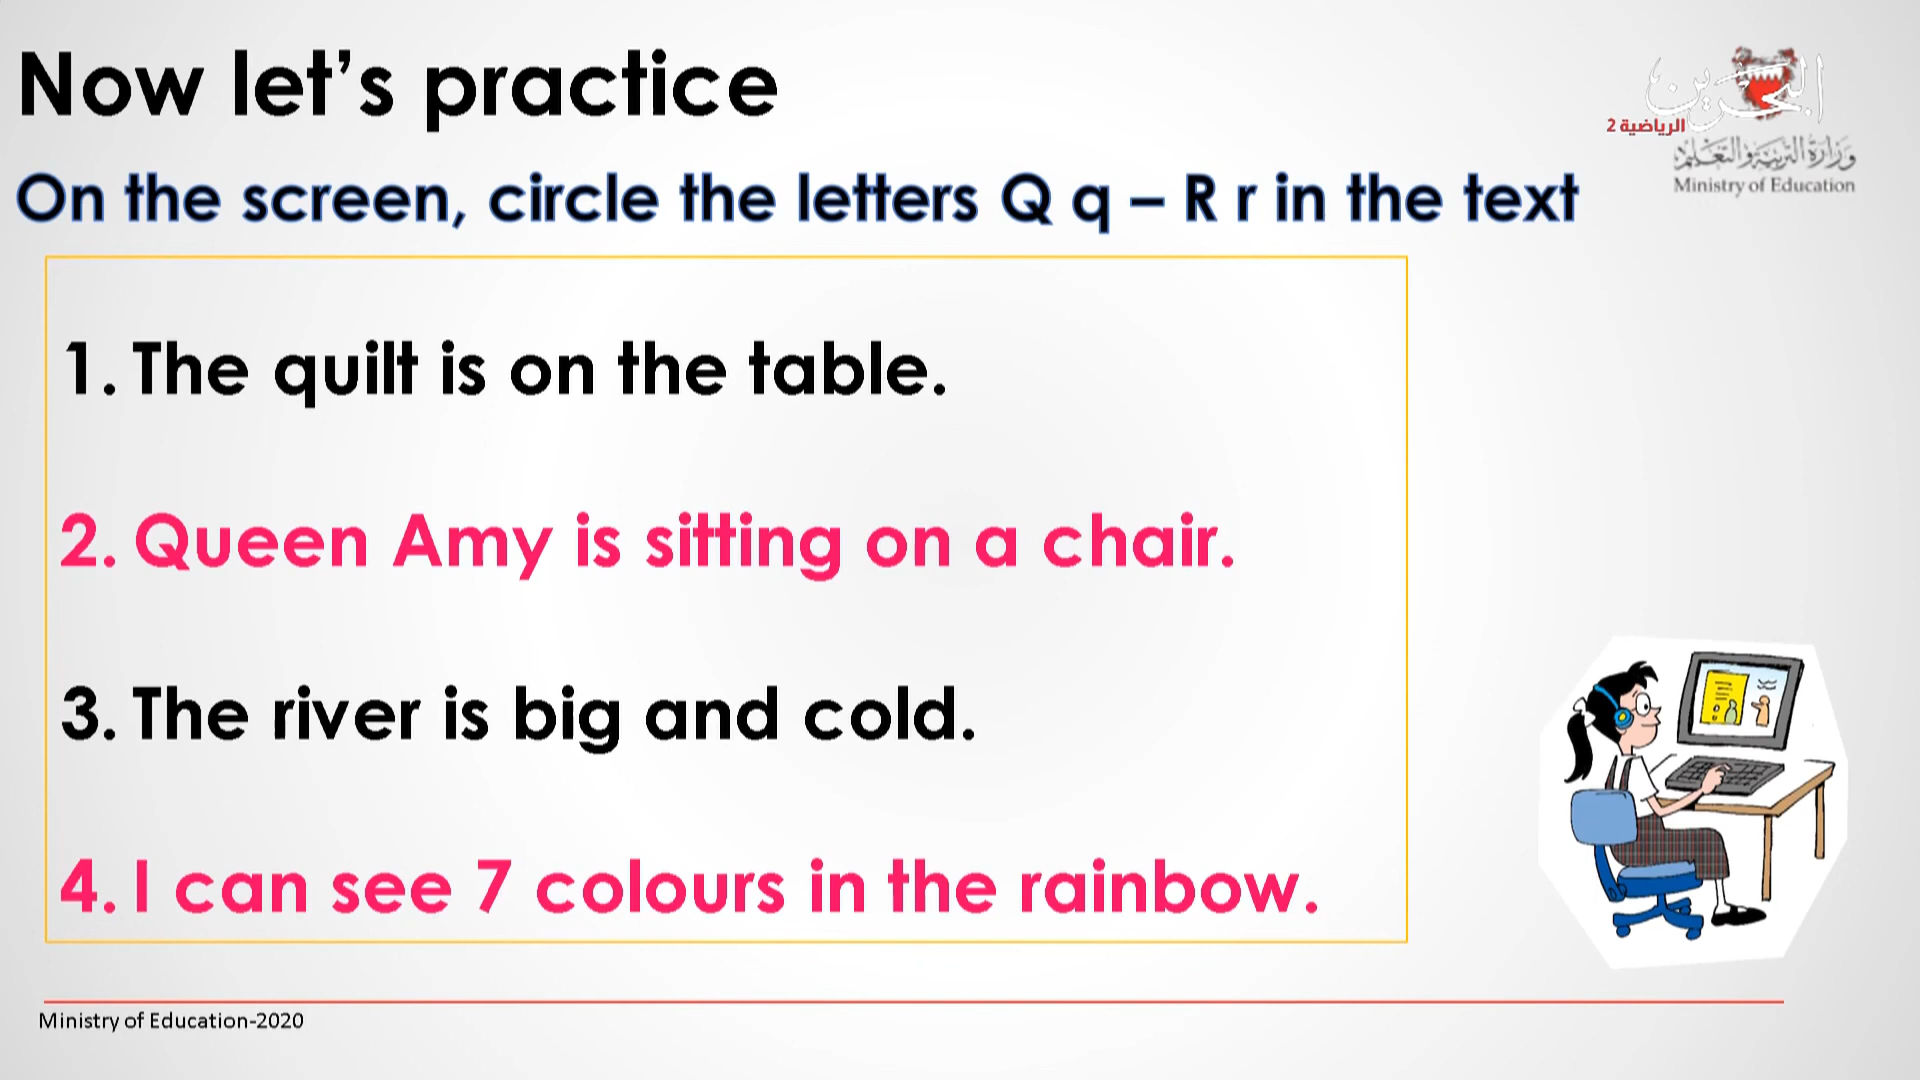 Now let’s practice
البحرين
الرياضية 2
وزارة التربية والتعليم
Ministry of Education
On the screen, circle the letters Q q – R r in the text
1. The quilt is on the table.
2. Queen Amy is sitting on a chair.
3. The river is big and cold.
4. I can see 7 colours in the rainbow.
Ministry of Education-2020